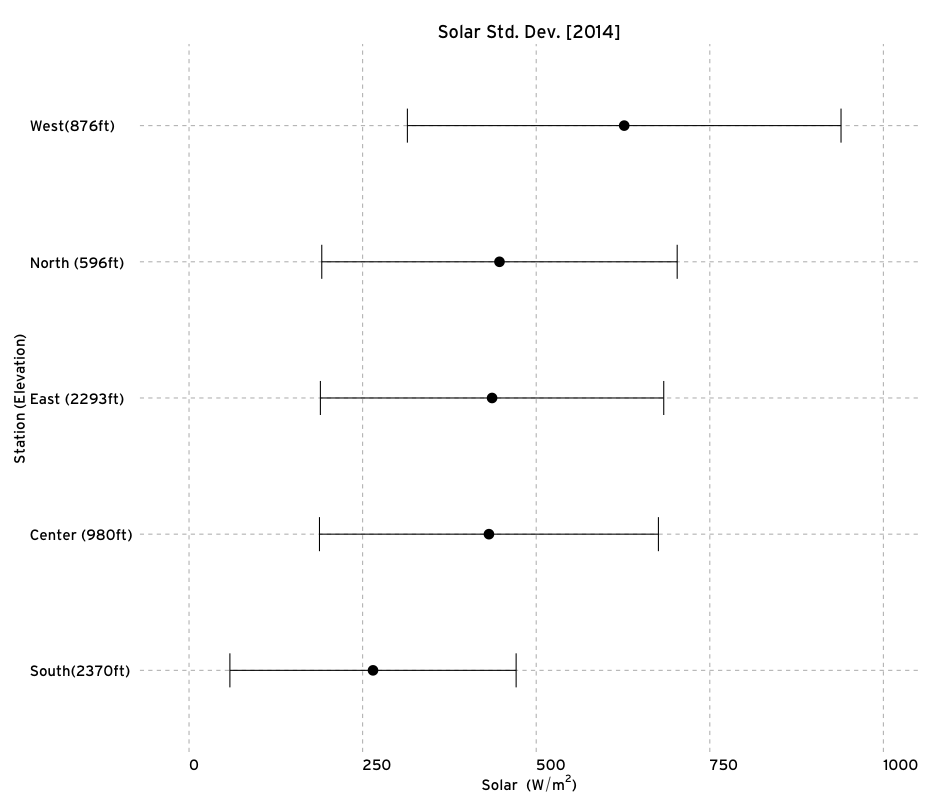 Solar Std. Dev. [2014]
West(876ft)
North (596ft)
East (2293ft)
Center (980ft)
South(2370ft)
Station (Elevation)
0 250 500 750 1000
Solar (W/m²)